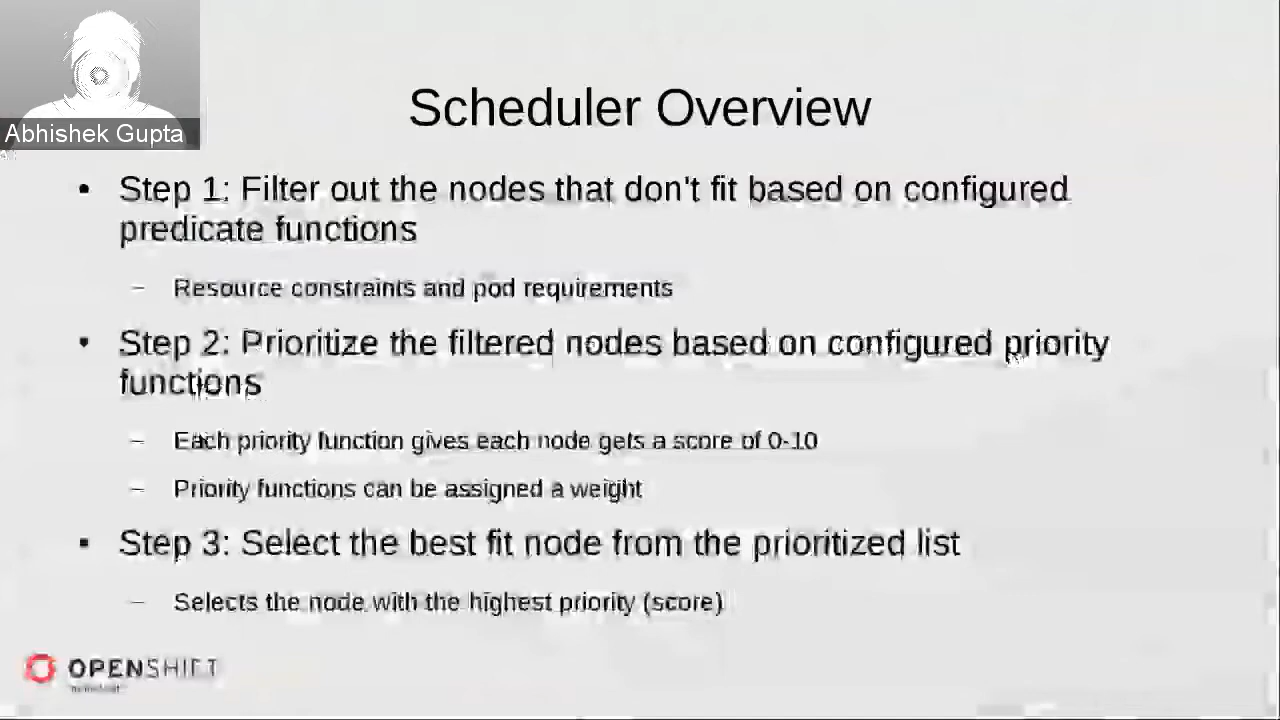 Abhishek Gupta
Scheduler Overview
• Step 1: Filter out the nodes that don't fit based on configured
predicate functions
– Resource constraints and pod requirements
• Step 2: Prioritize the filtered nodes based on configured priority
functions
– Each priority function gives each node gets a score of 0-10
– Priority functions can be assigned a weight
• Step 3: Select the best fit node from the prioritized list
– Selects the node with the highest priority (score)
OPENSHIFT